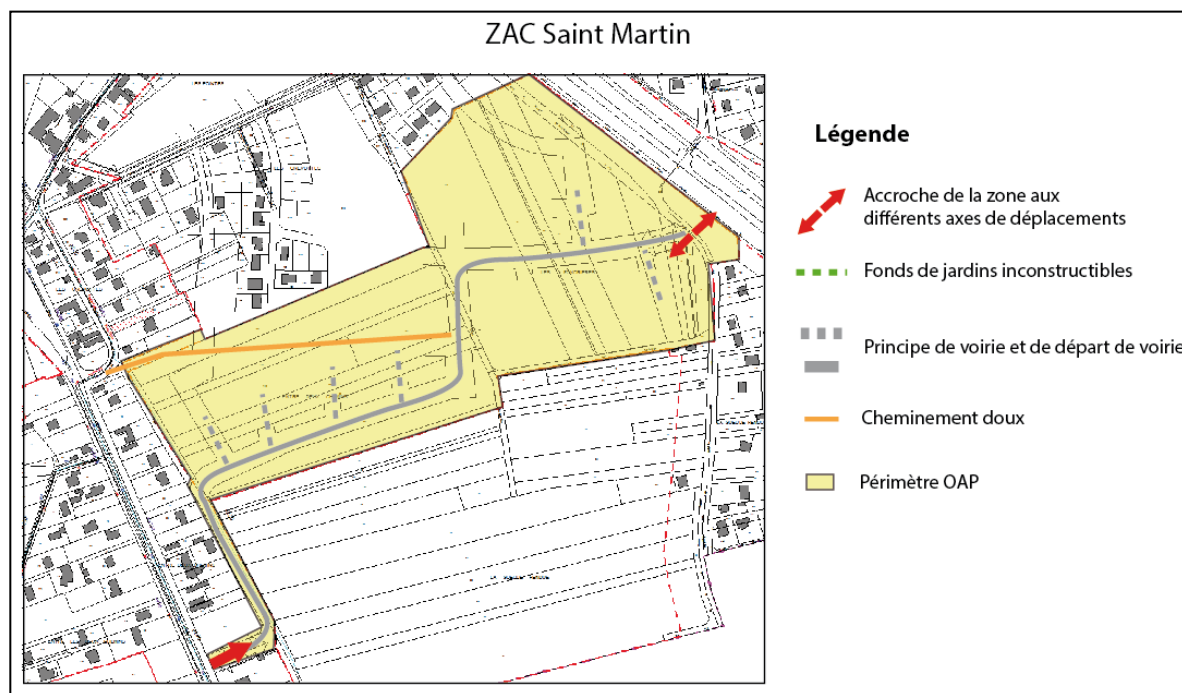 ZAC Saint Martin
Légende
Accroche de la zone aux
différents axes de déplacements
Fonds de jardins inconstructibles
Principe de voirie et de départ de voirie
Cheminement doux
Périmètre OAP